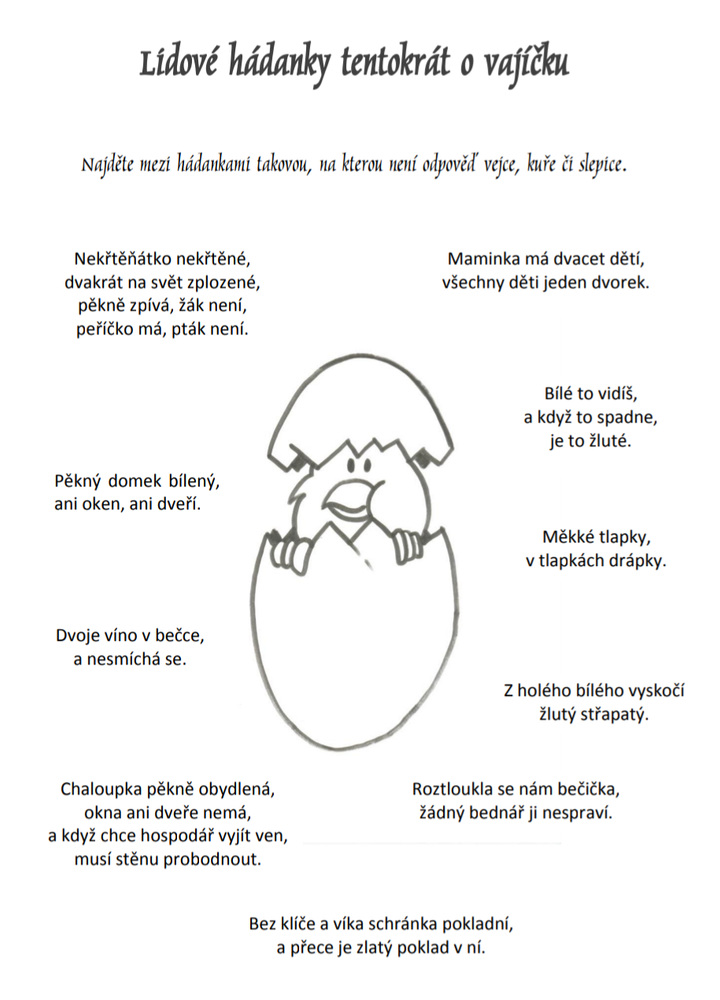 Lidové hádanky tentokrát o vajíčku
Najděte mezi hádankami takovou, na kterou není odpověď vejce, kuře či slepice.
Nekřtěňátko nekřtěné,
dvakrát na svět zplozené,
pěkně zpívá, žák není,
peříčko má, pták není.
Maminka má dvacet dětí,
všechny děti jeden dvorek.
Bílé to vidíš,
a když to spadne,
je to žluté.
Pěkný domek bílený,
ani oken, ani dveří.
Měkké tlapky,
v tlapkách drápky.
Dvoje víno v bečce,
a nesmíchá se.
Z holého bílého vyskočí
žlutý střapatý.
Chaloupka pěkně obydlená,
okna ani dveře nemá,
a když chce hospodář vyjít ven,
musí stěnu probodnout.
Roztloukla se nám bečička,
žádný bednář ji nespraví.
Bez klíče a víka schránka pokladní,
a přece je zlatý poklad v ní.